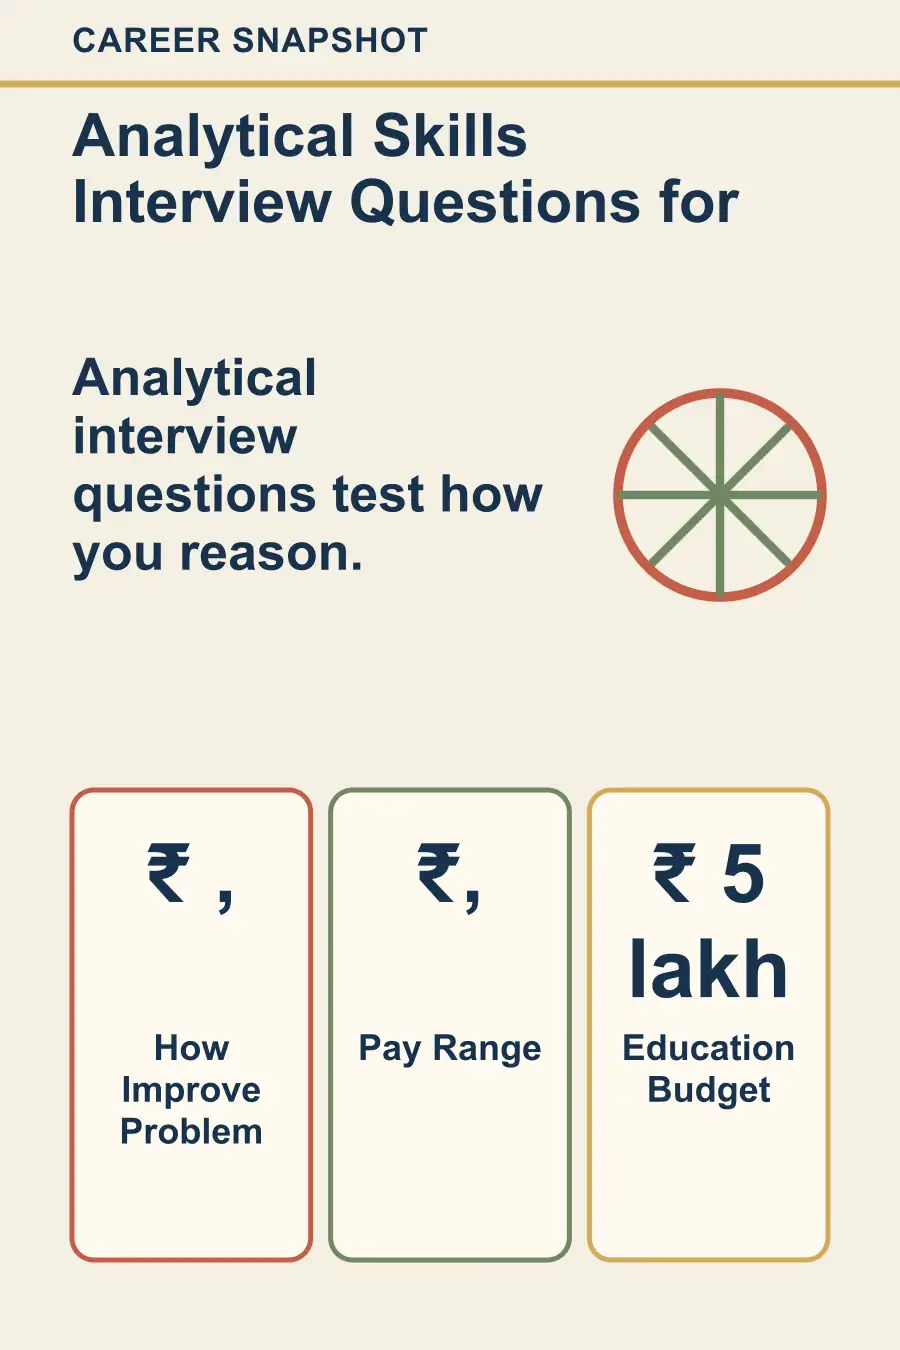 CAREER SNAPSHOT
Analytical Skills
Interview Questions for
Analytical
interview
questions test how
you reason.
₹ ,
How
Improve
Problem
₹,
Pay Range
₹ 5
lakh
Education
Budget